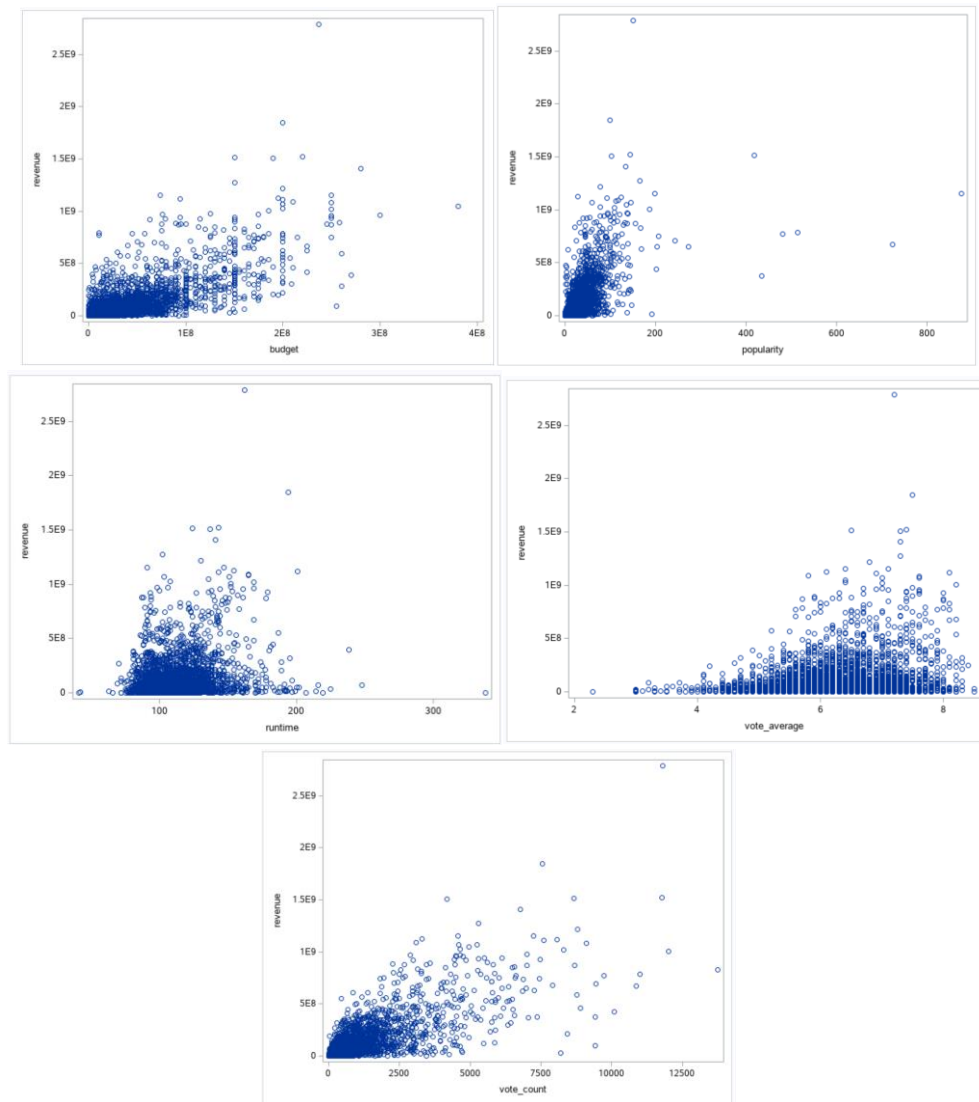 2.5E9
2E9
1.5E9
1E9
5E8
0
revenue
0
1E8
2E8
3E8
4E8
budget
2.5E9
2E9
1.5E9
1E9
5E8
0
revenue
0
200
400
600
800
popularity
2.5E9
2E9
1.5E9
1E9
5E8
0
revenue
100
200
300
runtime
2.5E9
2E9
1.5E9
1E9
5E8
0
revenue
2
4
6
8
vote_average
2.5E9
2E9
1.5E9
1E9
5E8
0
revenue
0
2500
5000
7500
10000
12500
vote_count